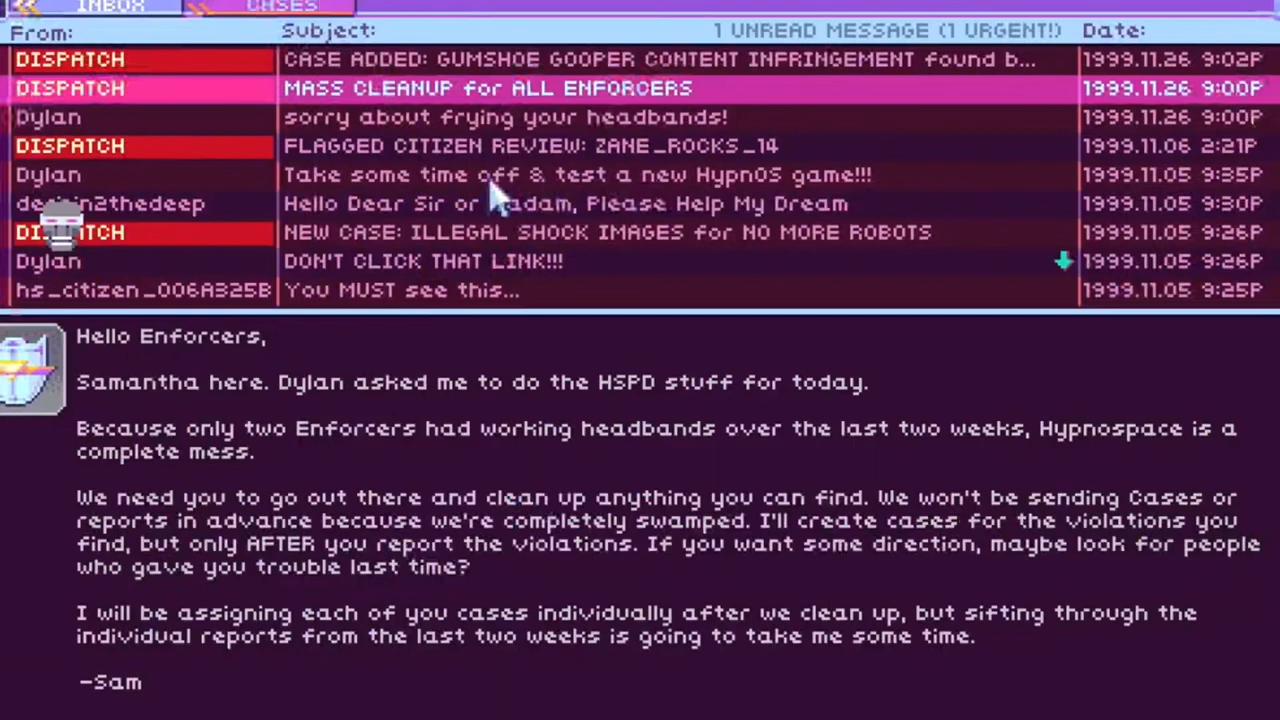 INBOX CASES
From: Subject: 1 UNREAD MESSAGE (1 URGENT!) Date:
DISPATCH CASE ADDED: GUMSHOE GOOPER CONTENT INFRINGEMENT found b... 1999.11.26 9:02P
DISPATCH MASS CLEANUP for ALL ENFORCERS 1999.11.26 9:00P
Dylan sorry about frying your headbands! 1999.11.26 9:00P
DISPATCH FLAGGED CITIZEN REVIEW: ZANE_ROCKS_14 1999.11.06 2:21P
Dylan Take some time off & test a new HypnOS game!!! 1999.11.05 9:35P
Hello Dear Sir or Madam, Please Help My Dream 1999.11.05 9:30P
DISPATCH NEW CASE: ILLEGAL SHOCK IMAGES for NO MORE ROBOTS 1999.11.05 9:26P
Dylan DON'T CLICK THAT LINK!!! 1999.11.05 9:26P
hs_citizen_006A325B You MUST see this... 1999.11.05 9:25P
Hello Enforcers,
Samantha here. Dylan asked me to do the HSPD stuff for today.
Because only two Enforcers had working headbands over the last two weeks, Hypnospace is a
complete mess.
We need you to go out there and clean up anything you can find. We won't be sending Cases or
reports in advance because we're completely swamped. I'll create cases for the violations you
find, but only AFTER you report the violations. If you want some direction, maybe look for people
who gave you trouble last time?
I will be assigning each of you cases individually after we clean up, but sifting through the
individual reports from the last two weeks is going to take me some time.
-Sam